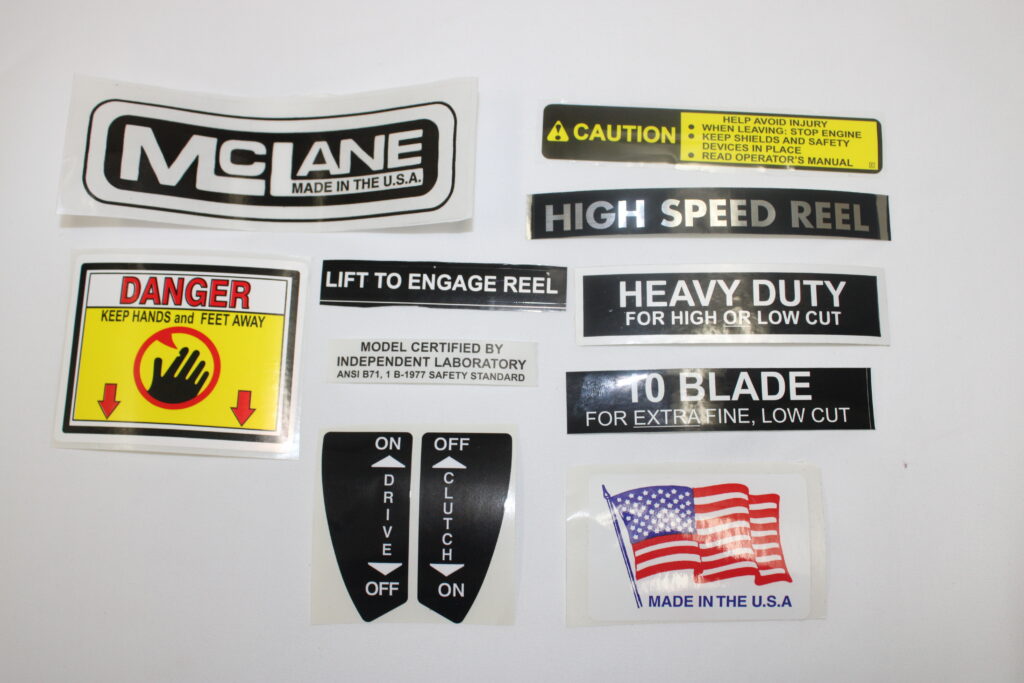 McLANE
MADE IN THE U.S.A.
CAUTION
HELP AVOID INJURY
• WHEN LEAVING: STOP ENGINE
• KEEP SHIELDS AND SAFETY
DEVICES IN PLACE
• READ OPERATOR'S MANUAL
HIGH SPEED REEL
DANGER
KEEP HANDS and FEET AWAY
LIFT TO ENGAGE REEL
HEAVY DUTY
FOR HIGH OR LOW CUT
MODEL CERTIFIED BY
INDEPENDENT LABORATORY
ANSI B71, 1 B-1977 SAFETY STANDARD
10 BLADE
FOR EXTRA FINE, LOW CUT
ON
DRIVE
OFF
OFF
CLUTCH
ON
MADE IN THE U.S.A